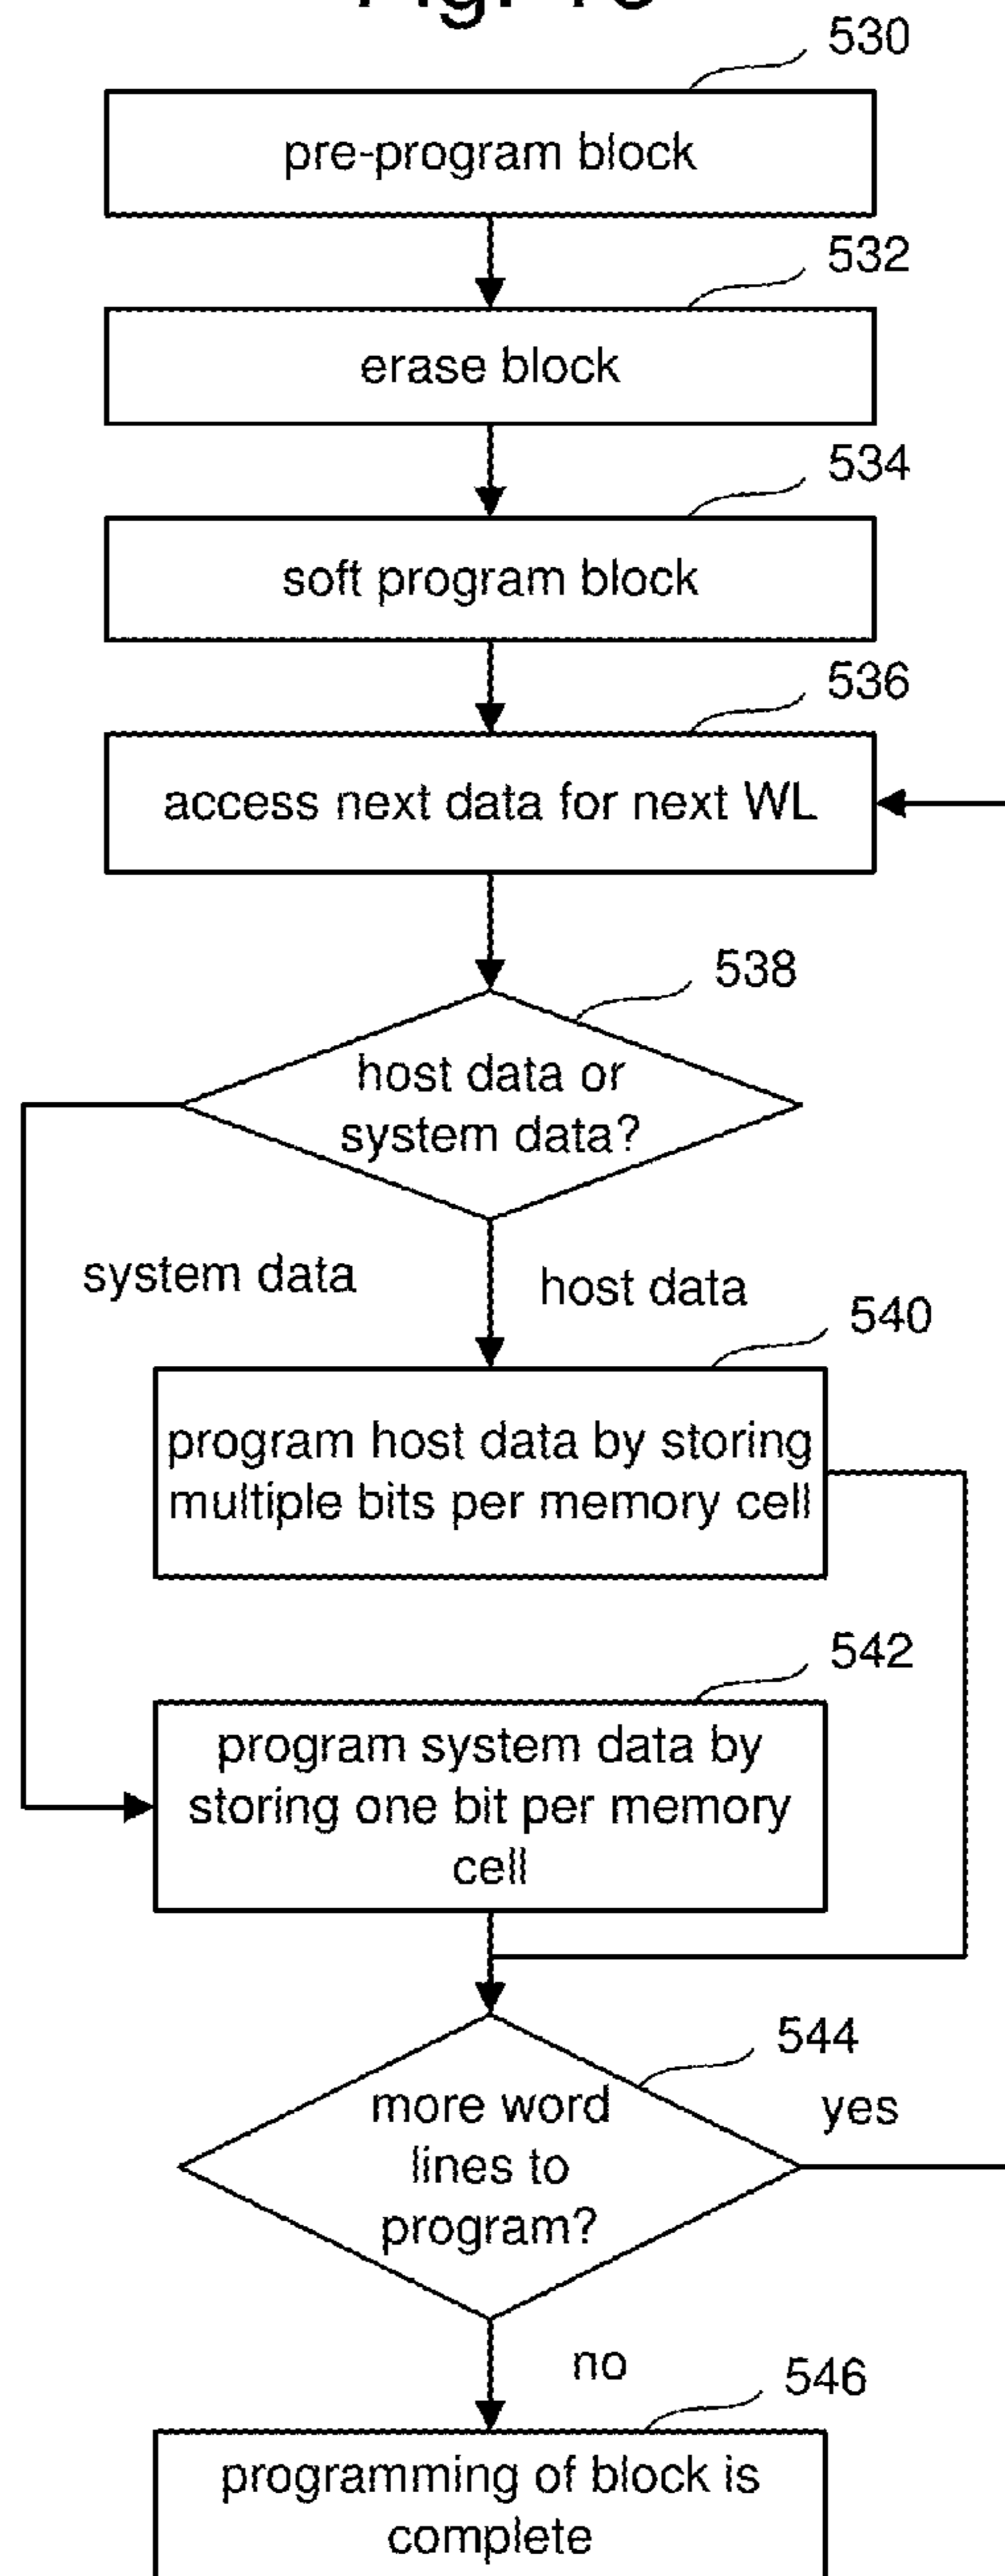 530
pre-program block
532
erase block
534
soft program block
536
access next data for next WL
538
host data or
system data?
system data
host data
540
program host data by storing
multiple bits per memory cell
542
program system data by
storing one bit per memory
cell
544
more word
lines to
program?
yes
no
546
programming of block is
complete